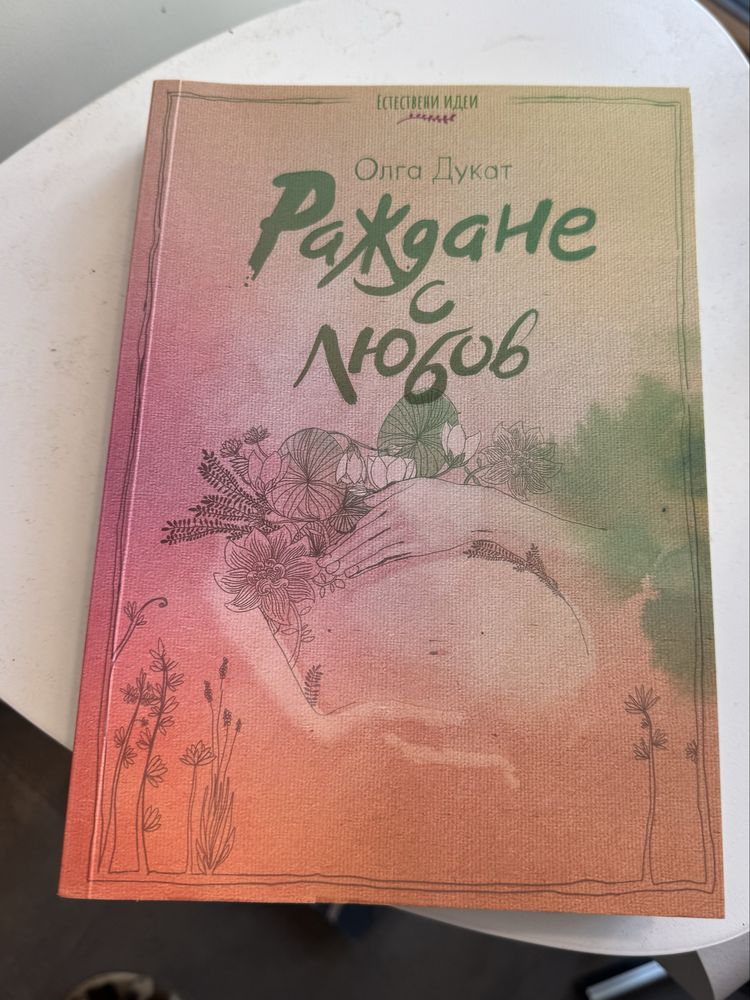 Естествени идеи
Олга Дукат
Раждане
с
любов